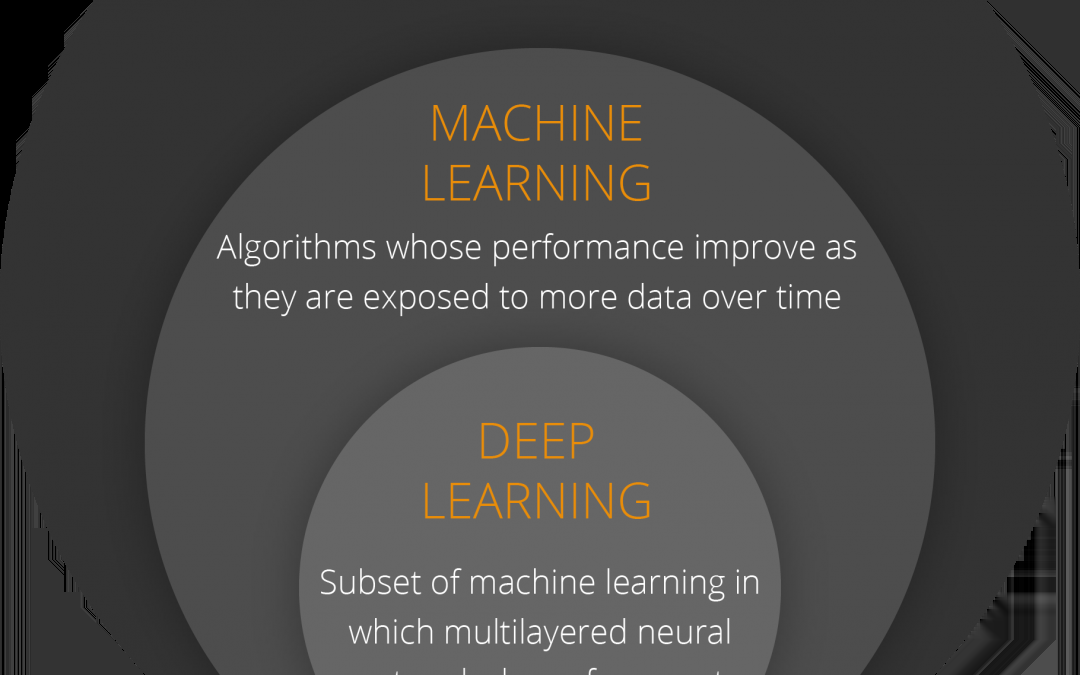 MACHINE
LEARNING
Algorithms whose performance improve as
they are exposed to more data over time
DEEP
LEARNING
Subset of machine learning in
which multilayered neural